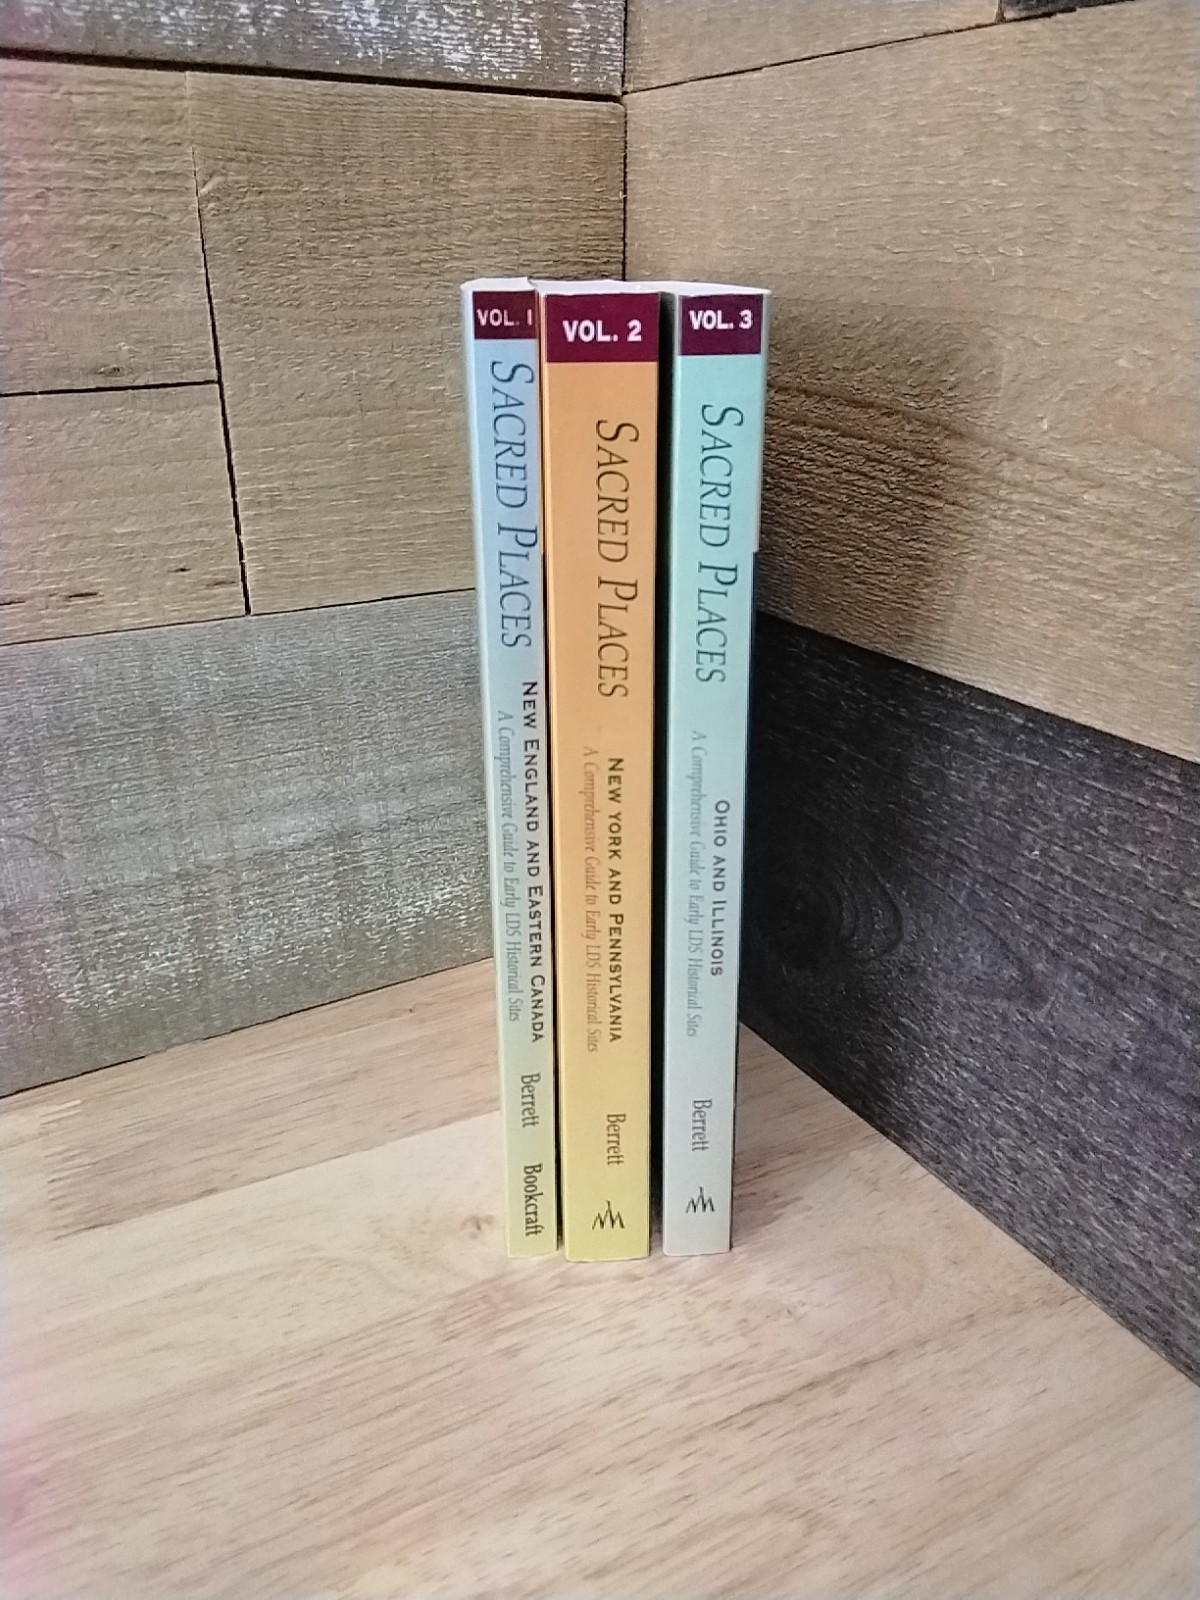 VOL. 1
SACRED PLACES
NEW ENGLAND AND EASTERN CANADA
A Comprehensive Guide to Early LDS Historical Sites
Berrett
Bookcraft
VOL. 2
SACRED PLACES
NEW YORK AND PENNSYLVANIA
A Comprehensive Guide to Early LDS Historical Sites
Berrett
VOL. 3
SACRED PLACES
OHIO AND ILLINOIS
A Comprehensive Guide to Early LDS Historical Sites
Berrett